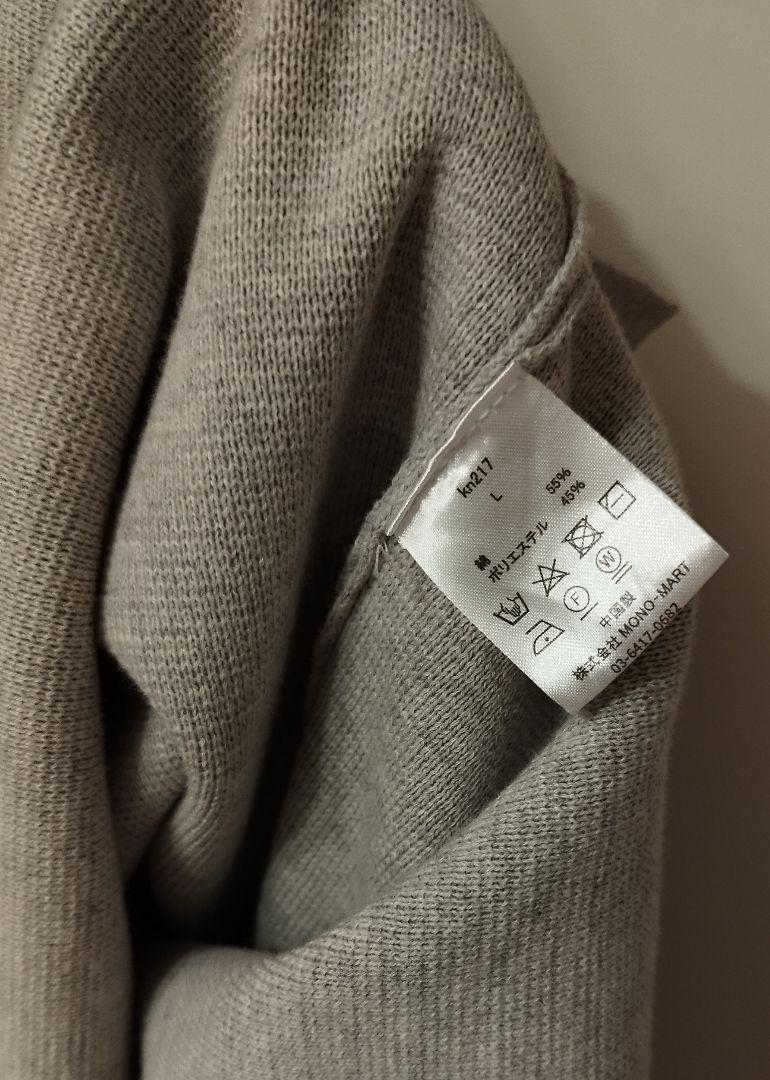 kn217
L
綿 55%
ポリエステル 45%
中国製
株式会社 MONO-MART
03-6417-0682